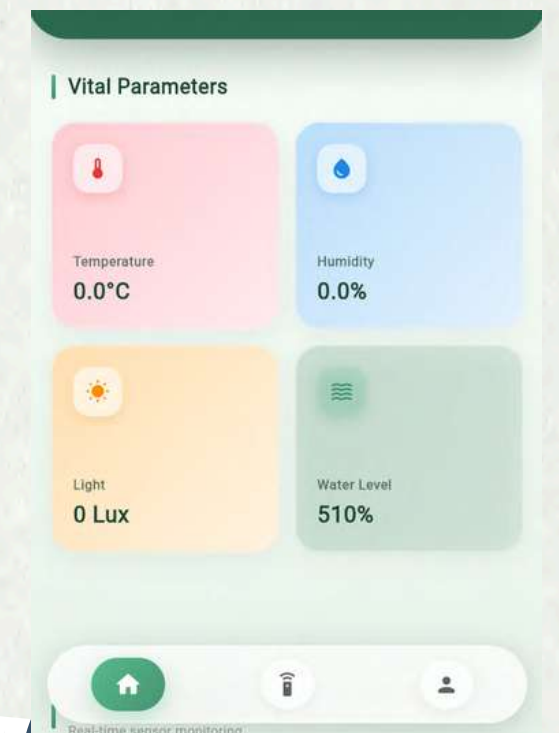 Vital Parameters
Temperature
0.0°C
Humidity
0.0%
Light
0 Lux
Water Level
510%
Real-time sensor monitoring